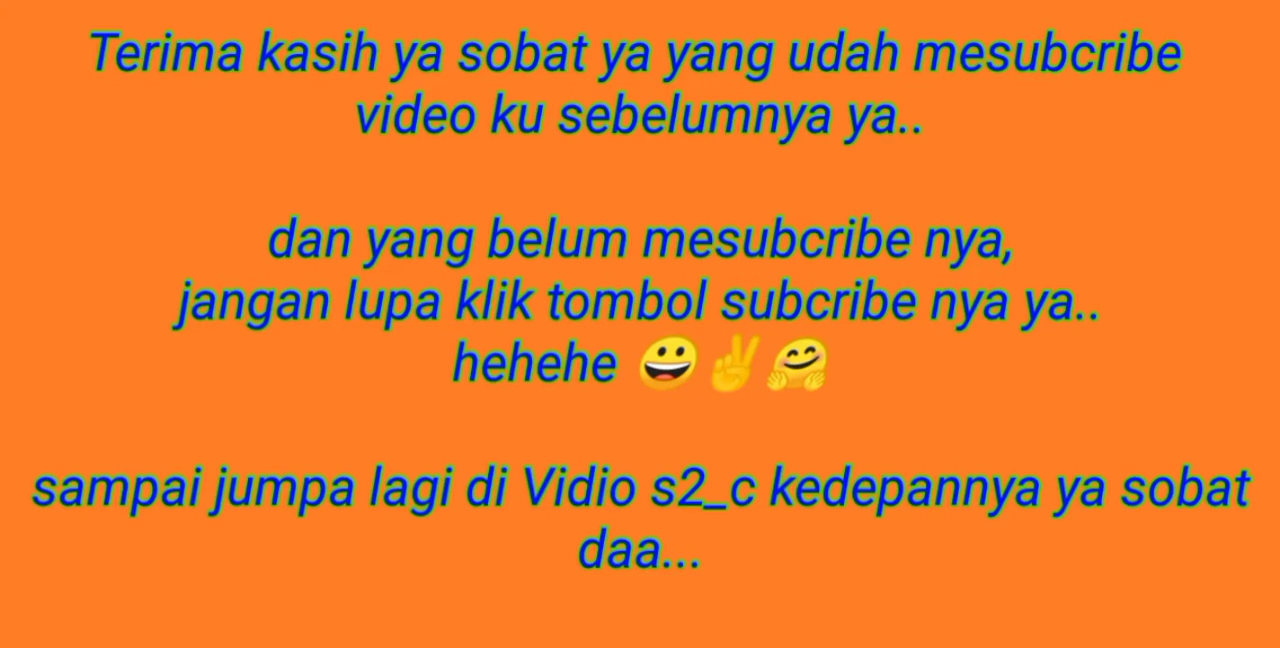 Terima kasih ya sobat ya yang udah mesubcribe
video ku sebelumnya ya..
dan yang belum mesubcribe nya,
jangan lupa klik tombol subcribe nya ya..
hehehe 😀✌🤗
sampai jumpa lagi di Vidio s2_c kedepannya ya sobat
daa...